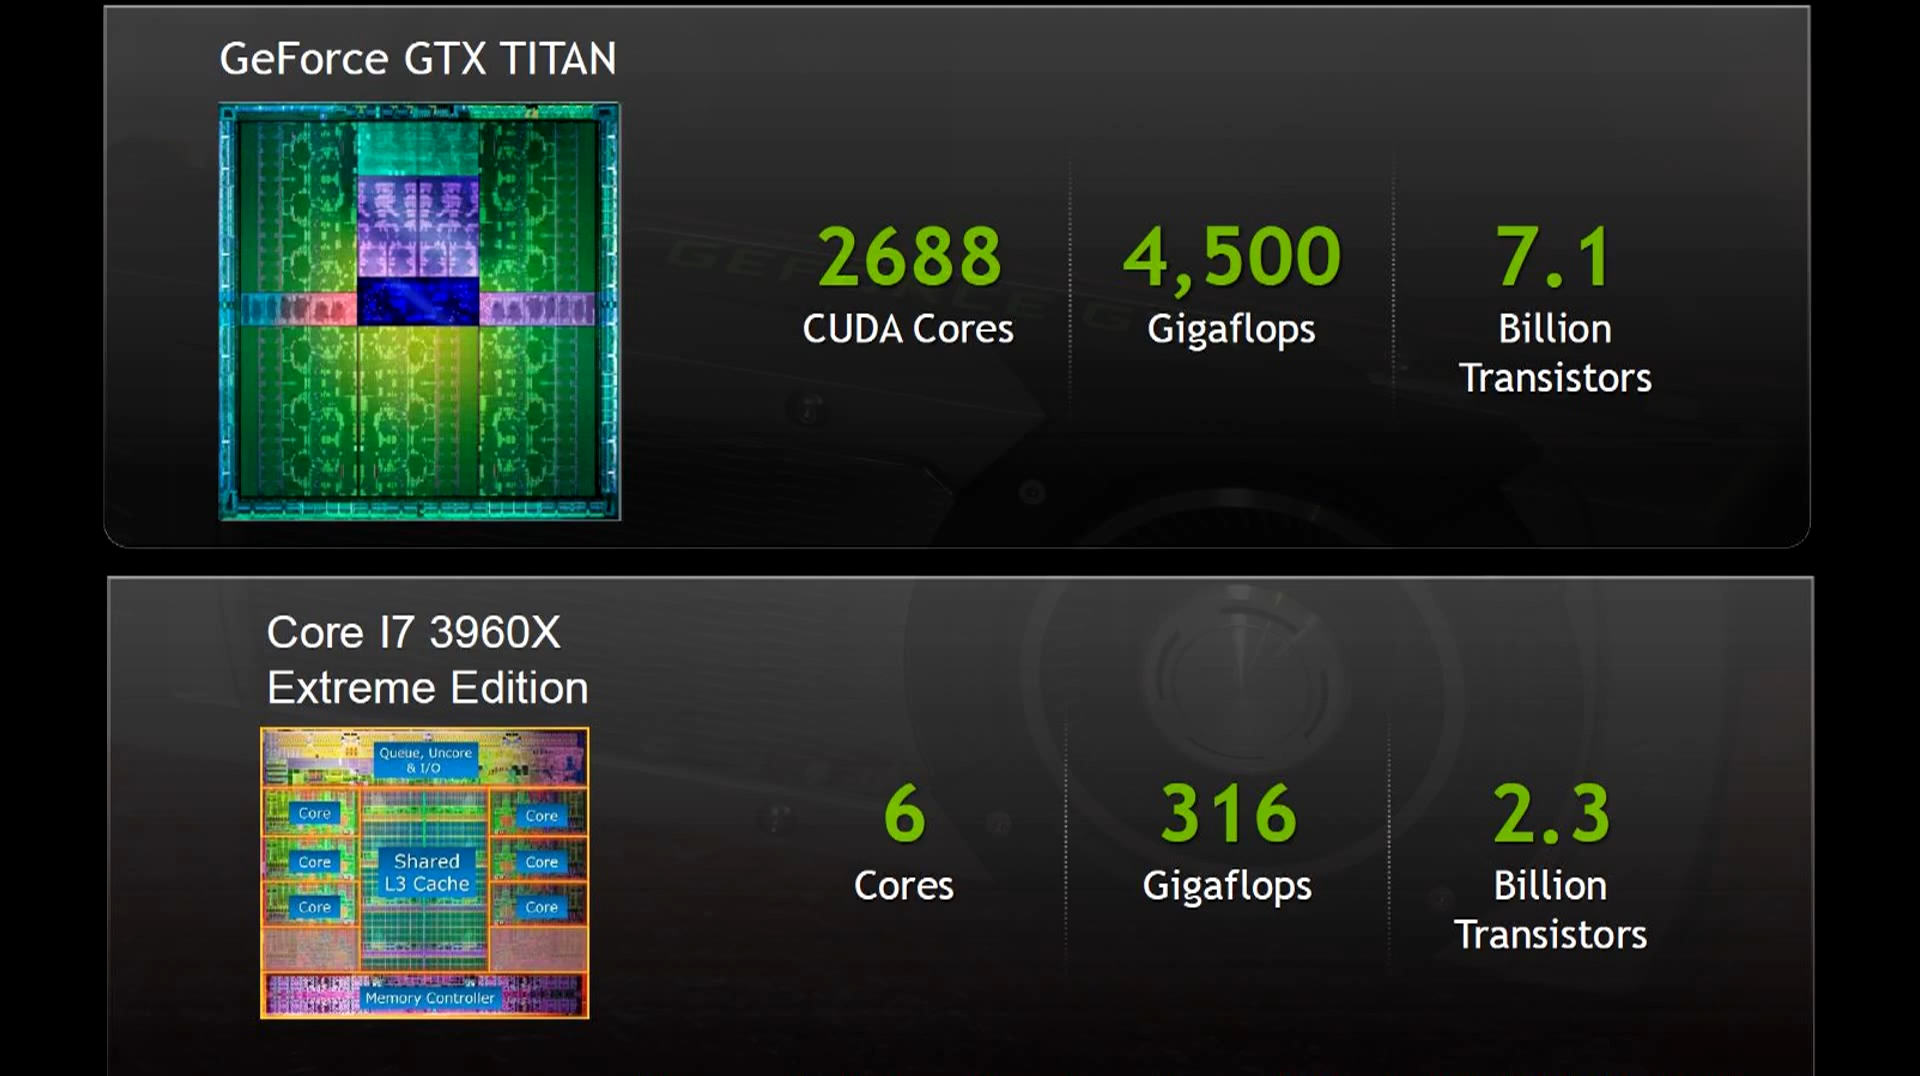 GeForce GTX TITAN
2688
CUDA Cores
4,500
Gigaflops
7.1
Billion
Transistors
Core I7 3960X
Extreme Edition
Queue, Uncore
& I/O
Core
Core
Core
Shared
L3 Cache
Core
Core
Core
Memory Controller
6
Cores
316
Gigaflops
2.3
Billion
Transistors